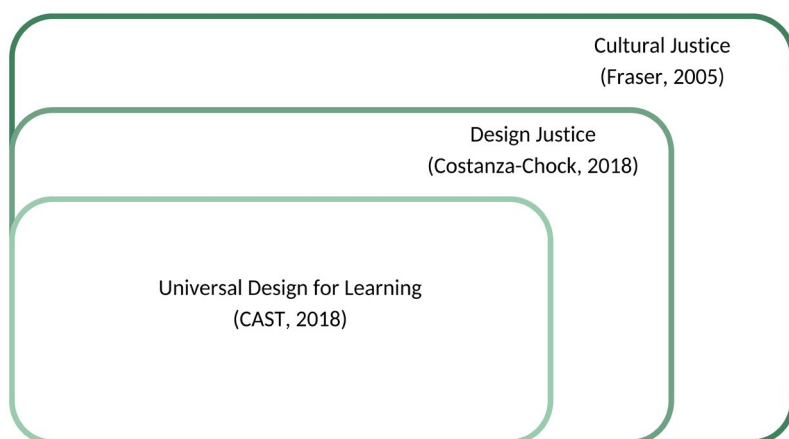 Cultural Justice
(Fraser, 2005)
Design Justice
(Costanza-Chock, 2018)
Universal Design for Learning
(CAST, 2018)